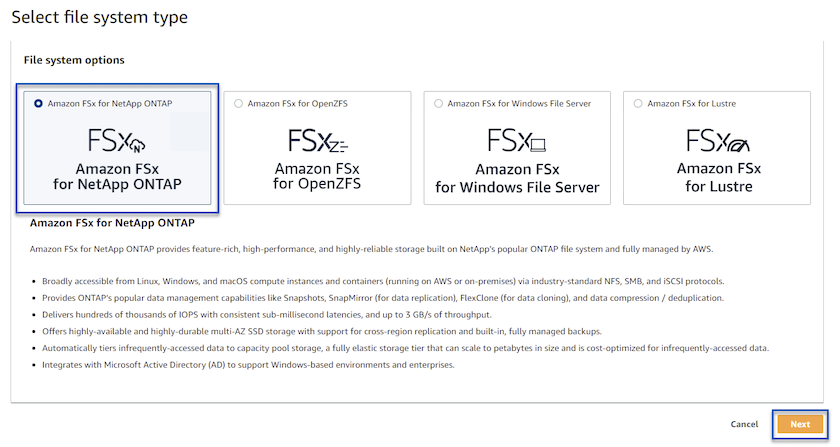 Select file system type
File system options
Amazon FSx for NetApp ONTAP
Amazon FSx for OpenZFS
Amazon FSx for Windows File Server
Amazon FSx for Lustre
FSxN
FSxZ
FSx
FSx
Amazon FSx
for NetApp ONTAP
Amazon FSx
for OpenZFS
Amazon FSx
for Windows File Server
Amazon FSx
for Lustre
Amazon FSx for NetApp ONTAP
Amazon FSx for NetApp ONTAP provides feature-rich, high-performance, and highly-reliable storage built on NetApp's popular ONTAP file system and fully managed by AWS.
• Broadly accessible from Linux, Windows, and macOS compute instances and containers (running on AWS or on-premises) via industry-standard NFS, SMB, and iSCSI protocols.
• Provides ONTAP's popular data management capabilities like Snapshots, SnapMirror (for data replication), FlexClone (for data cloning), and data compression / deduplication.
• Delivers hundreds of thousands of IOPS with consistent sub-millisecond latencies, and up to 3 GB/s of throughput.
• Offers highly-available and highly-durable multi-AZ SSD storage with support for cross-region replication and built-in, fully managed backups.
• Automatically tiers infrequently-accessed data to capacity pool storage, a fully elastic storage tier that can scale to petabytes in size and is cost-optimized for infrequently-accessed data.
• Integrates with Microsoft Active Directory (AD) to support Windows-based environments and enterprises.
Cancel
Next